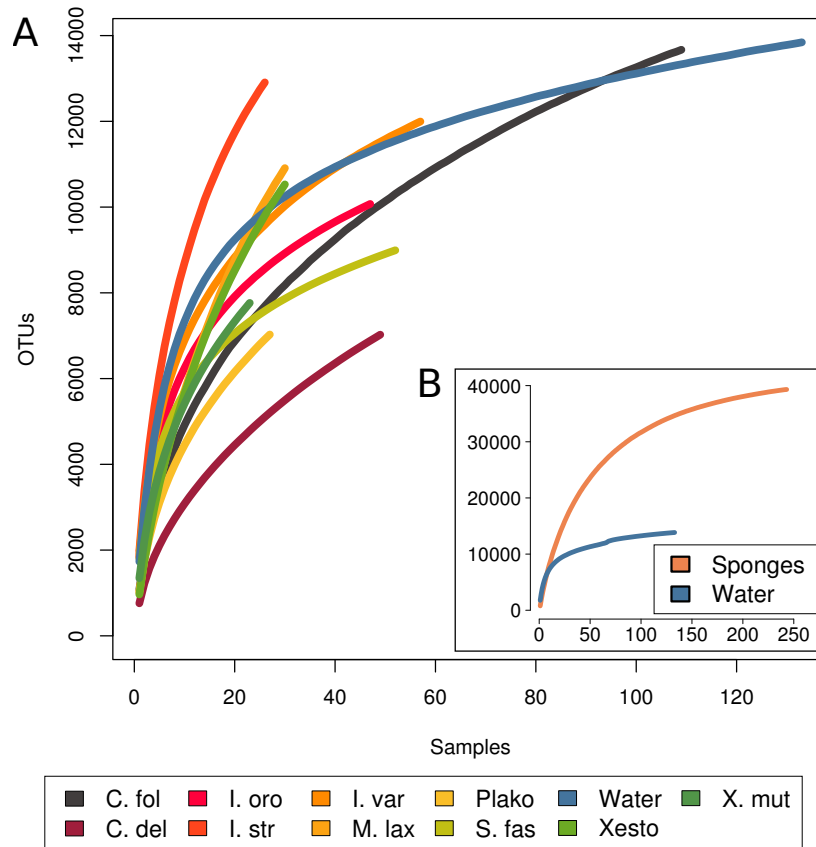 A
14000
12000
10000
8000
6000
4000
2000
0
OTUs
B
40000
30000
20000
10000
0
Sponges
Water
0 50 100 150 200 250
0 20 40 60 80 100 120
Samples
C. fol I. oro I. var Plako Water X. mut
C. del I. str M. lax S. fas Xesto